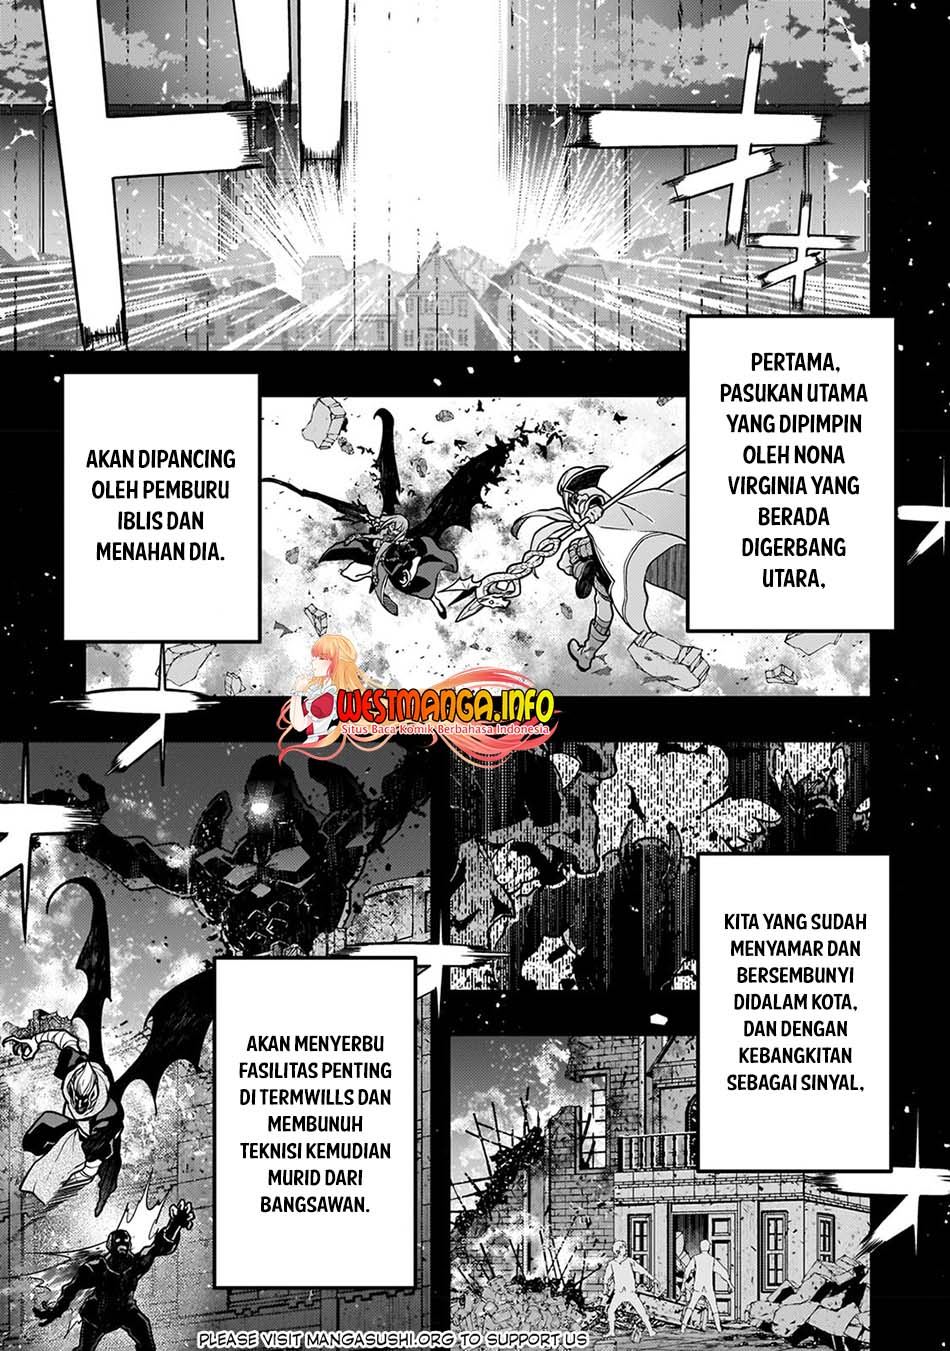 PERTAMA,
PASUKAN UTAMA
YANG DIPIMPIN
OLEH NONA
VIRGINIA YANG
BERADA
DIGERBANG
UTARA,
AKAN DIPANCING
OLEH PEMBURU
IBLIS DAN
MENAHAN DIA.
WESTMANGA.INFO
Situs Baca Komik Berbahasa Indonesia
KITA YANG SUDAH
MENYAMAR DAN
BERSEMBUNYI
DIDALAM KOTA,
DAN DENGAN
KEBANGKITAN
SEBAGAI SINYAL,
AKAN MENYERBU
FASILITAS PENTING
DI TERMWILLS DAN
MEMBUNUH
TEKNISI KEMUDIAN
MURID DARI
BANGSAWAN.
PLEASE VISIT MANGASUSHI.ORG TO SUPPORT US